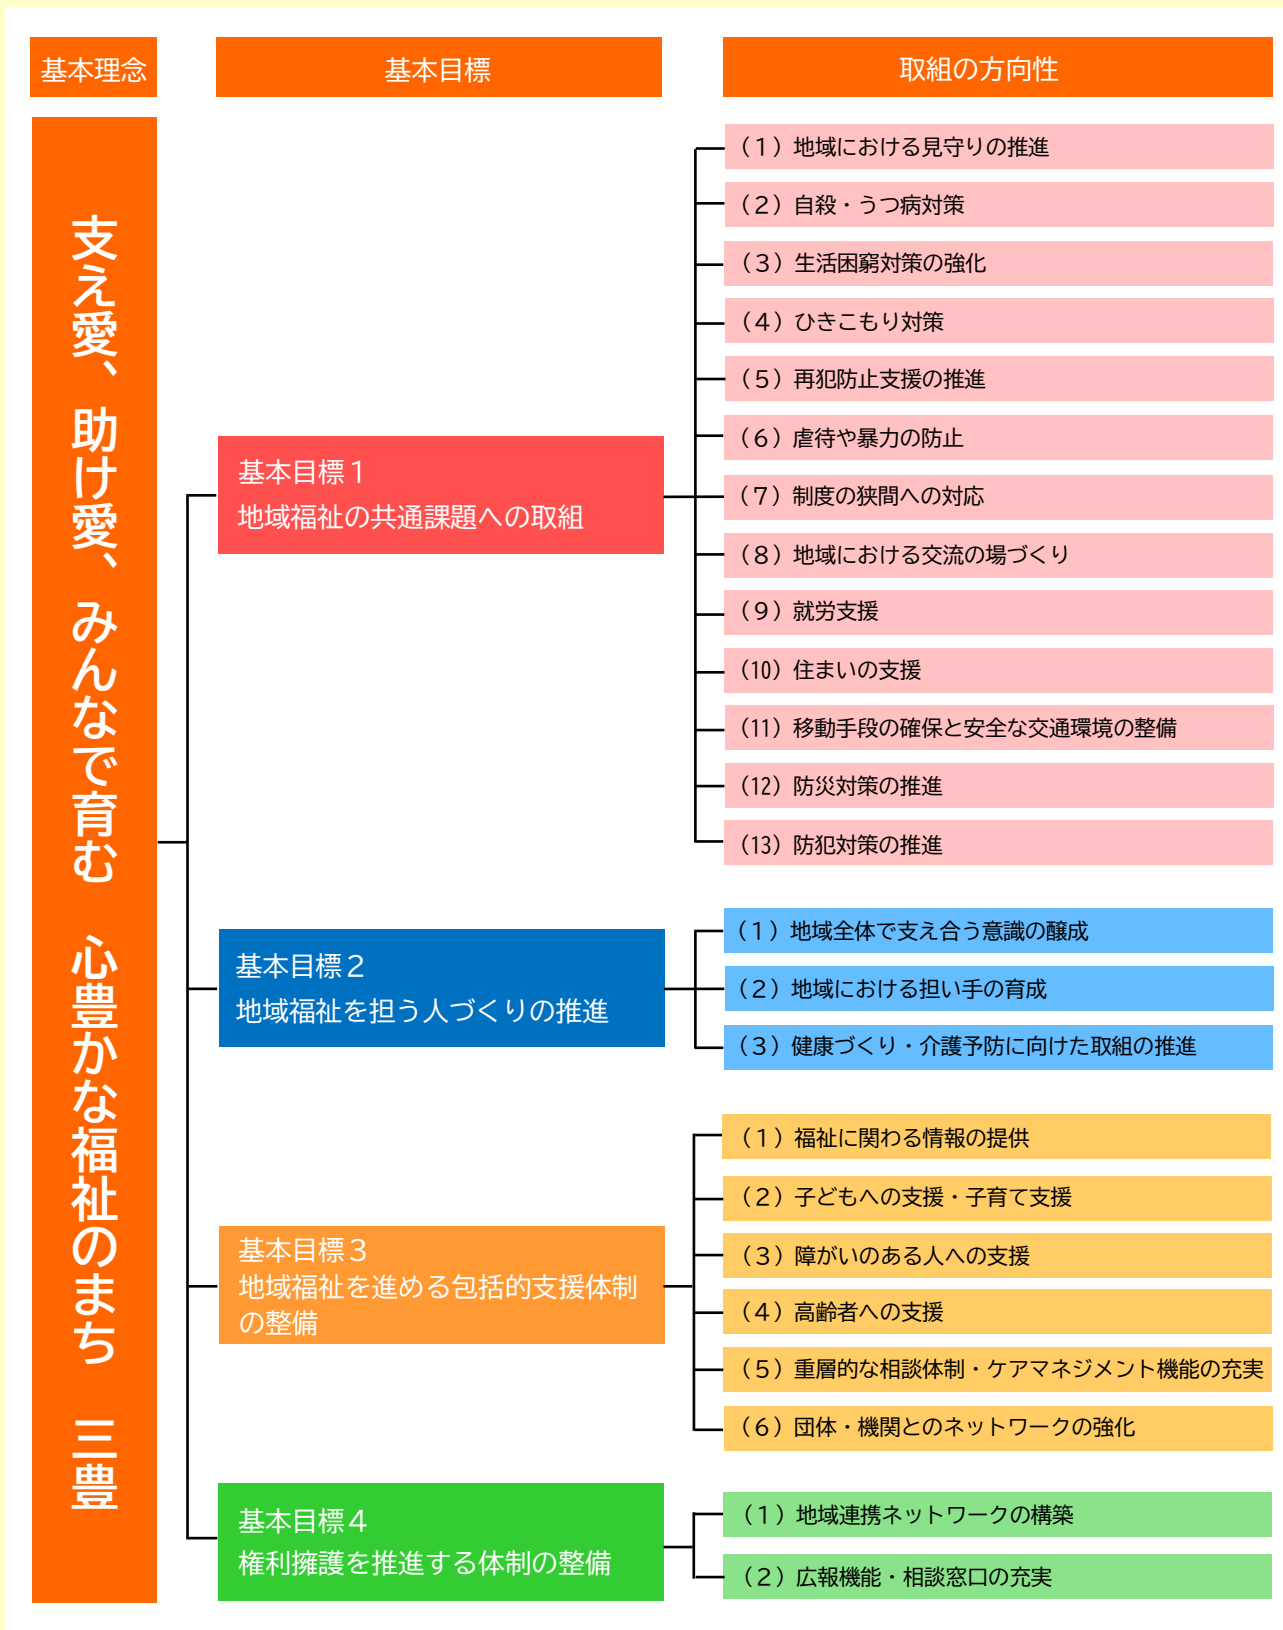 基本理念
基本目標
取組の方向性
支え愛、助け愛、みんなで育む　心豊かな福祉のまち　三豊
基本目標１
地域福祉の共通課題への取組
（１）地域における見守りの推進
（２）自殺・うつ病対策
（３）生活困窮対策の強化
（４）ひきこもり対策
（５）再犯防止支援の推進
（６）虐待や暴力の防止
（７）制度の狭間への対応
（８）地域における交流の場づくり
（９）就労支援
（10）住まいの支援
（11）移動手段の確保と安全な交通環境の整備
（12）防災対策の推進
（13）防犯対策の推進
基本目標２
地域福祉を担う人づくりの推進
（１）地域全体で支え合う意識の醸成
（２）地域における担い手の育成
（３）健康づくり・介護予防に向けた取組の推進
基本目標３
地域福祉を進める包括的支援体制
の整備
（１）福祉に関わる情報の提供
（２）子どもへの支援・子育て支援
（３）障がいのある人への支援
（４）高齢者への支援
（５）重層的な相談体制・ケアマネジメント機能の充実
（６）団体・機関とのネットワークの強化
基本目標４
権利擁護を推進する体制の整備
（１）地域連携ネットワークの構築
（２）広報機能・相談窓口の充実